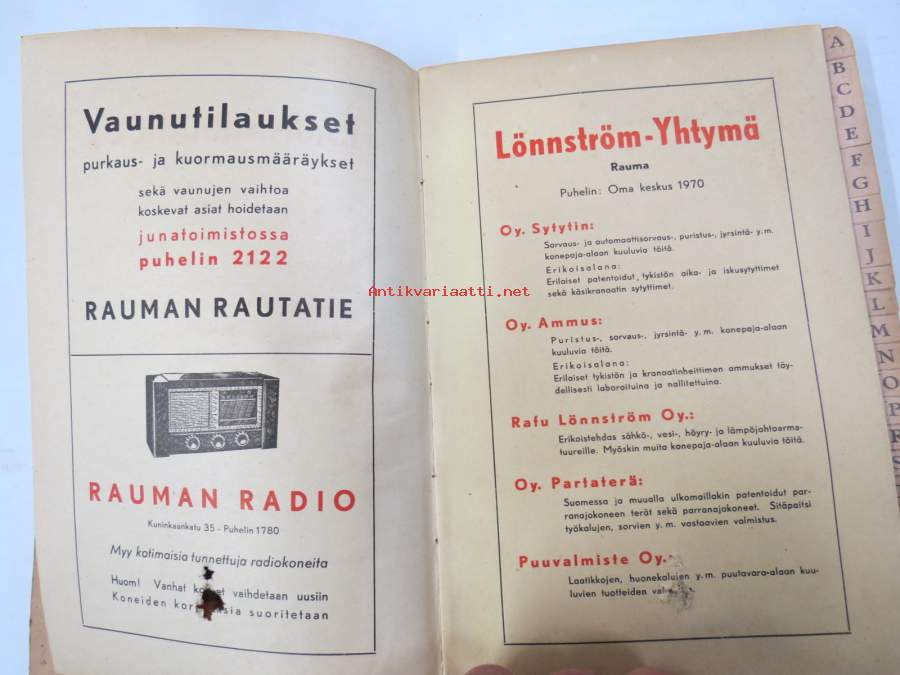 Vaunutilaukset
purkaus- ja kuormausmääräykset
sekä vaunujen vaihtoa
koskevat asiat hoidetaan
junatoimistossa
puhelin 2122
RAUMAN RAUTATIE
RAUMAN RADIO
Kuninkaankatu 35 - Puhelin 1780
Myy kotimaisia tunnettuja radiokoneita
Huom! Vanhat vaihdetaan uusiin
Koneiden suoritetaan
Lönnström-Yhtymä
Rauma
Puhelin: Oma keskus 1970
Oy. Sytytin:
Sorvaus- ja automaattisorvaus-, puristus-, jyrsintä- y.m.
konepaja-alaan kuuluvia töitä.
Erikoisalana:
Erilaiset patentoidut tykistön aika- ja iskusytyttimet
sekä käsikranaatin sytyttimet.
Antikvariaatti.net
Oy. Ammus:
Puristus-, sorvaus-, jyrsintä- y.m. konepaja-alaan
kuuluvia töitä.
Erikoisalana:
Erilaiset tykistön ja kranaatinheittimen ammukset täy-
dellisesti laboroituina ja nallitettuina.
Rafu Lönnström Oy.:
Erikoistehdas sähkö-, vesi-, höyry- ja lämpöjohtoarma-
tuureille. Myöskin muita konepaja-alaan kuuluvia töitä.
Oy. Partaterä:
Suomessa ja muualla ulkomaillakin patentoidut par-
ranajokoneen terät sekä parranajokoneet. Sitäpaitsi
työkalujen, sorvien y.m. vastaavien valmistus.
Puuvalmiste Oy.
Laatikkojen, huonekalujen y.m. puutavara-alaan kuu-
luvien tuotteiden
A
B
C
D
E
F
G
H
I
J
K
L
M
N
O
P
R
S